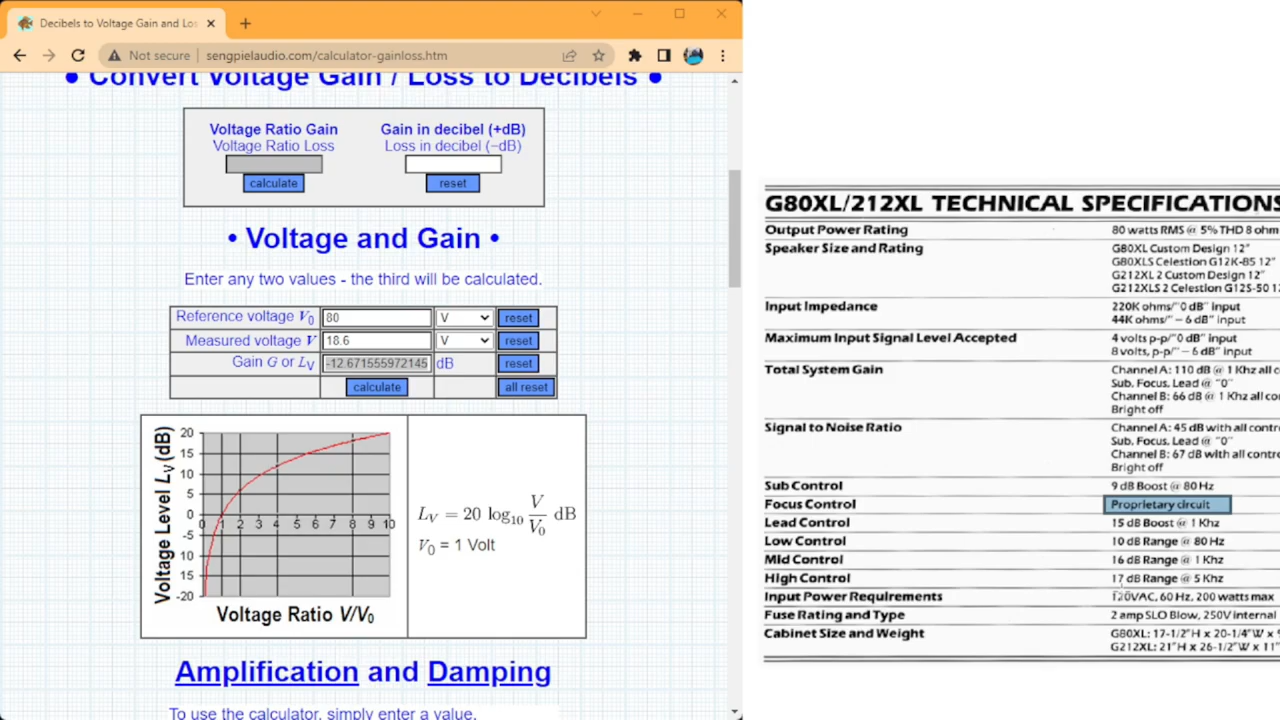 Decibels to Voltage Gain and Los
Not secure
sengpielaudio.com/calculator-gainloss.htm
• Convert Voltage Gain / Loss to Decibels •
Voltage Ratio Gain
Gain in decibel (+dB)
Voltage Ratio Loss
Loss in decibel (−dB)
calculate
reset
• Voltage and Gain •
Enter any two values - the third will be calculated.
Reference voltage V0 80 V reset
Measured voltage V 18.6 V reset
Gain G or LV -12.671555972145 dB reset
calculate all reset
Voltage Level LV (dB)
20
15
10
5
0
-5
10
15
-20
0 1 2 3 4 5 6 7 8 9 10
Voltage Ratio V/V0
LV = 20 log10 V/V0 dB
V0 = 1 Volt
Amplification and Damping
To use the calculator, simply enter a value.
G80XL/212XL TECHNICAL SPECIFICATIONS
Output Power Rating 80 watts RMS @ 5% THD 8 ohm
Speaker Size and Rating G80XL Custom Design 12"
G80XLS Celestion G12K-85 12"
G212XL 2 Custom Design 12"
G212XLS 2 Celestion G12S-50 12
Input Impedance 220K ohms/"0 dB" input
44K ohms/" – 6 dB" input
Maximum Input Signal Level Accepted 4 volts p-p/"0 dB" input
8 volts, p-p/" – 6 dB" input
Total System Gain Channel A: 110 dB @ 1 Khz all co
Sub, Focus, Lead @ "0"
Channel B: 66 dB @ 1 Khz all co
Bright off
Signal to Noise Ratio Channel A: 45 dB with all contr
Sub, Focus, Lead @ "0"
Channel B: 67 dB with all contr
Bright off
Sub Control 9 dB Boost @ 80 Hz
Focus Control Proprietary circuit
Lead Control 15 dB Boost @ 1 Khz
Low Control 10 dB Range @ 80 Hz
Mid Control 16 dB Range @ 1 Khz
High Control 17 dB Range @ 5 Khz
Input Power Requirements 120VAC, 60 Hz, 200 watts max
Fuse Rating and Type 2 amp SLO Blow, 250V internal
Cabinet Size and Weight G80XL: 17-1/2"H x 20-1/4"W x 9
G212XL: 21"H x 26-1/2"W x 11"